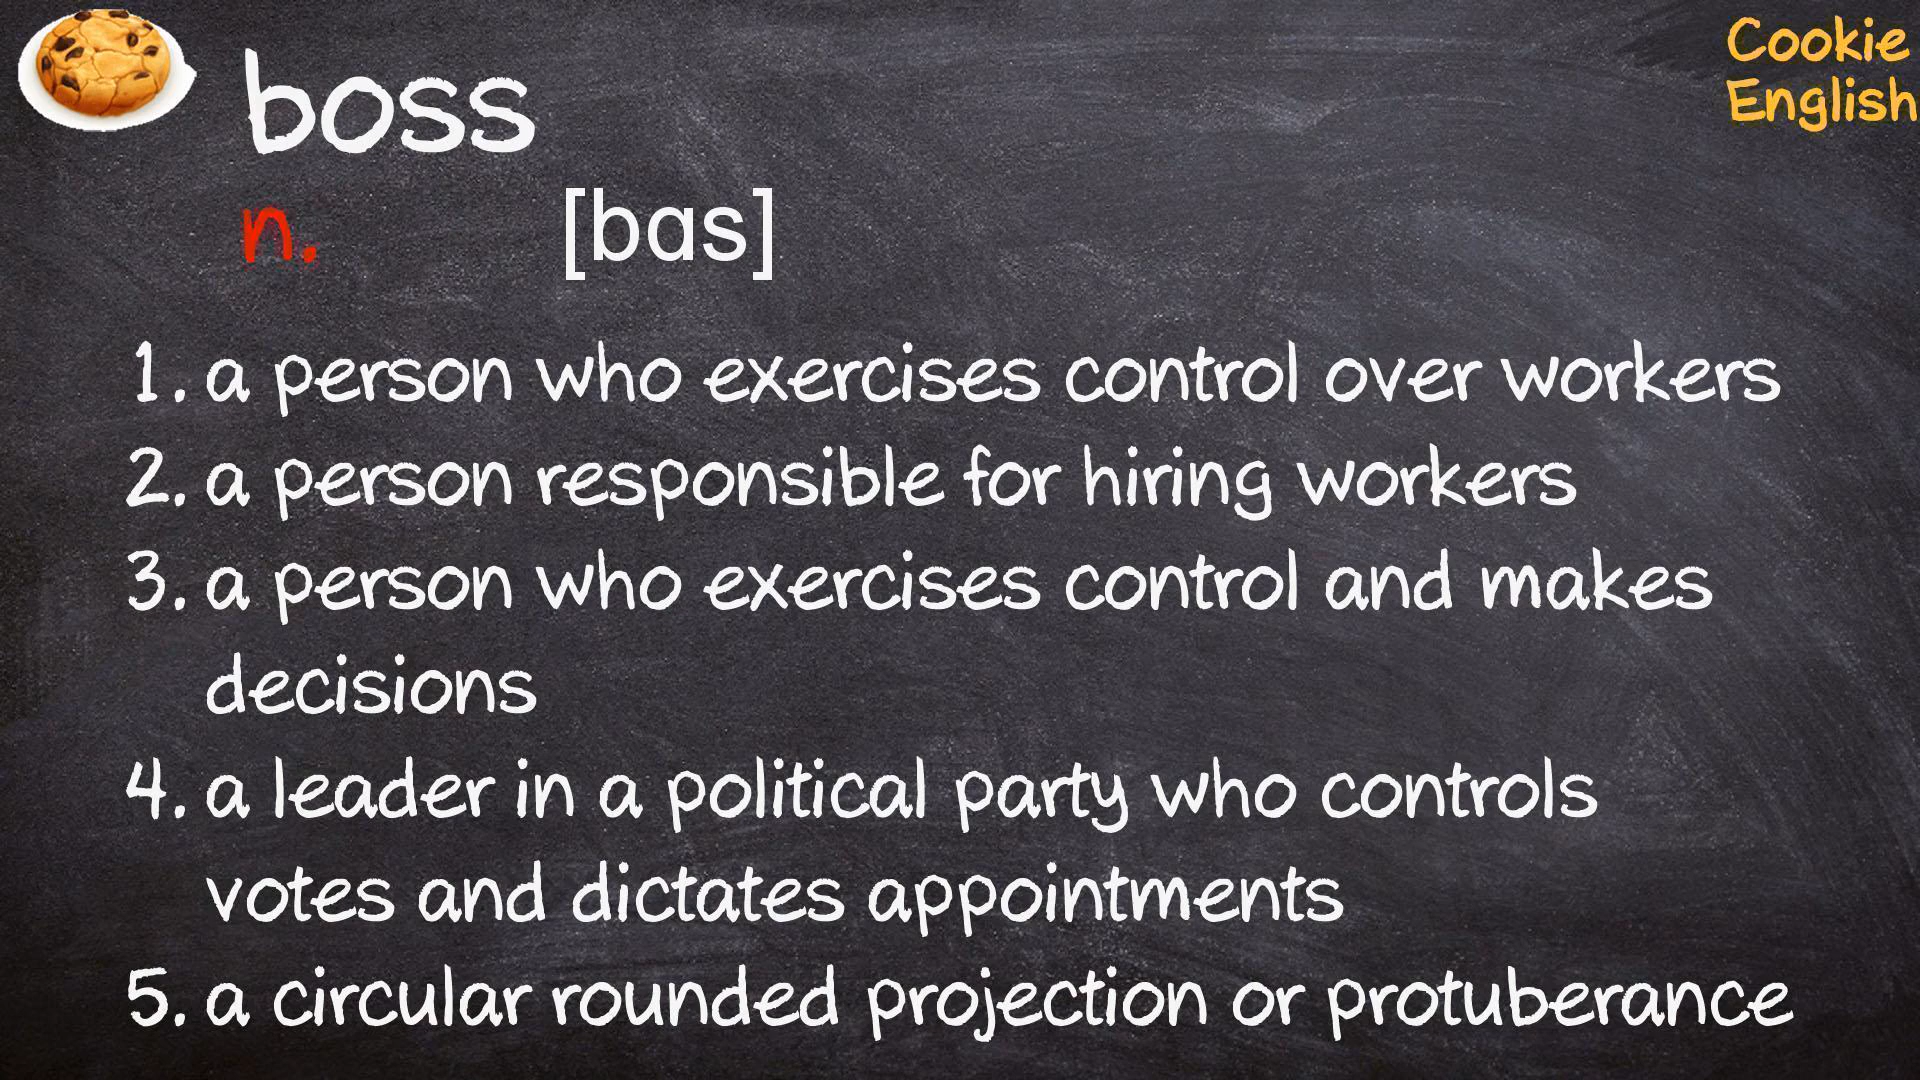 boss
Cookie
English
n. [bɑs]
1. a person who exercises control over workers
2. a person responsible for hiring workers
3. a person who exercises control and makes
decisions
4. a leader in a political party who controls
votes and dictates appointments
5. a circular rounded projection or protuberance